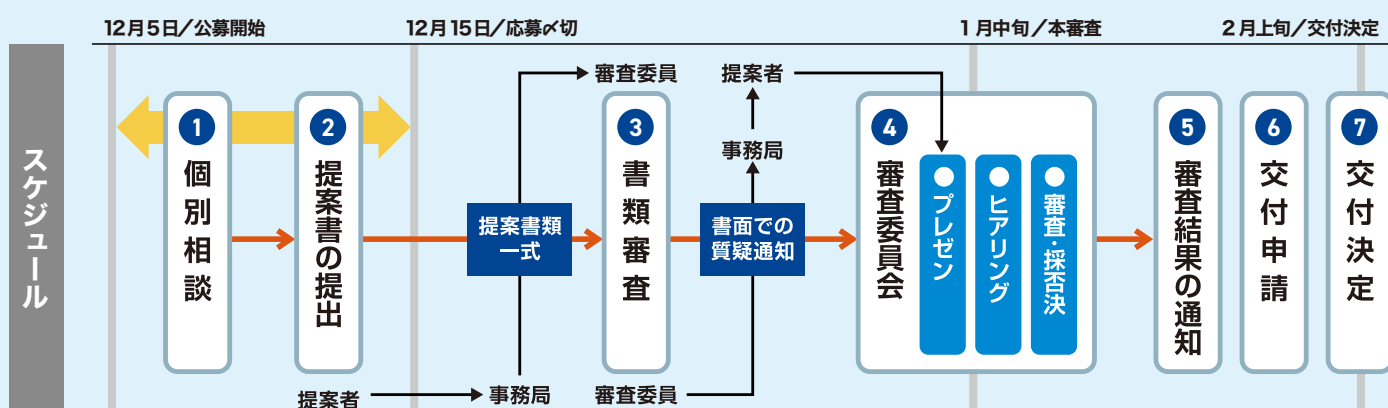 12月5日／公募開始
12月15日／応募〆切
1月中旬／本審査
2月上旬／交付決定
スケジュール
1
個別相談
2
提案書の提出
提案者
事務局
提案書類
一式
審査委員
3
書類審査
審査委員
書面での
質疑通知
事務局
提案者
4
審査委員会
●プレゼン
●ヒアリング
●審査・採否決
5
審査結果の通知
6
交付申請
7
交付決定